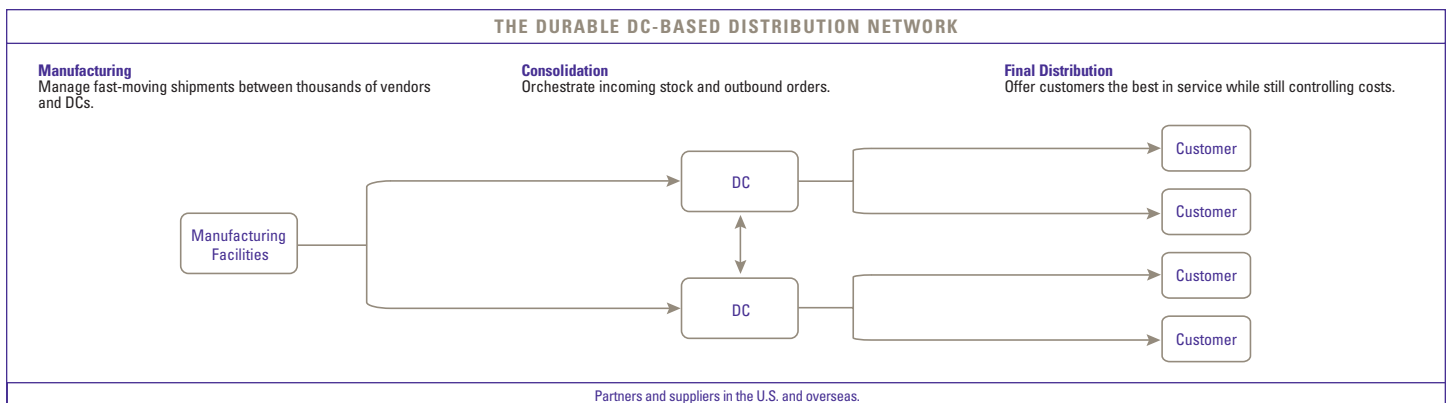 THE DURABLE DC-BASED DISTRIBUTION NETWORK
Manufacturing
Manage fast-moving shipments between thousands of vendors
and DCs.
Consolidation
Orchestrate incoming stock and outbound orders.
Final Distribution
Offer customers the best in service while still controlling costs.
Manufacturing
Facilities
DC
DC
Customer
Customer
Customer
Customer
Partners and suppliers in the U.S. and overseas.